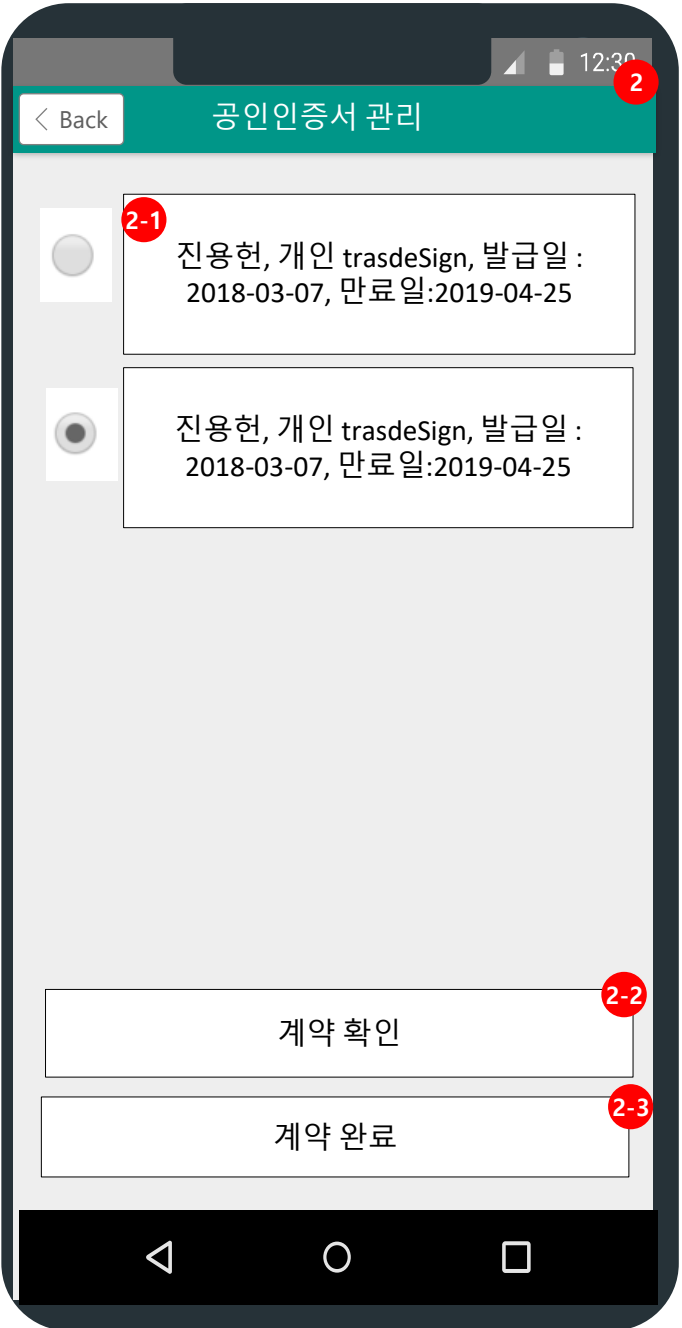 12:30
2
< Back
공인인증서 관리
2-1
진용헌, 개인 trasdeSign, 발급일 :
2018-03-07, 만료일:2019-04-25
진용헌, 개인 trasdeSign, 발급일 :
2018-03-07, 만료일:2019-04-25
2-2
계약 확인
2-3
계약 완료